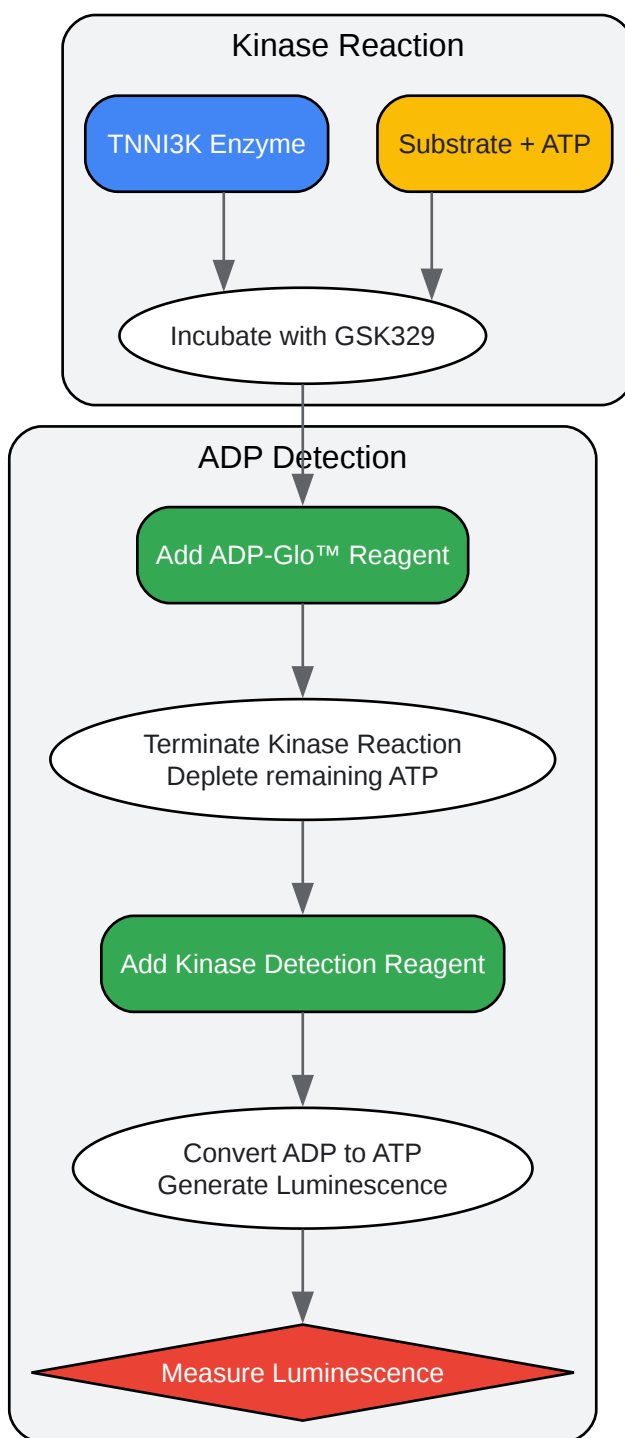 Kinase Reaction
TNNI3K Enzyme
Substrate + ATP
Incubate with GSK329
ADP Detection
Add ADP-Glo™ Reagent
Terminate Kinase Reaction
Deplete remaining ATP
Add Kinase Detection Reagent
Convert ADP to ATP
Generate Luminescence
Measure Luminescence